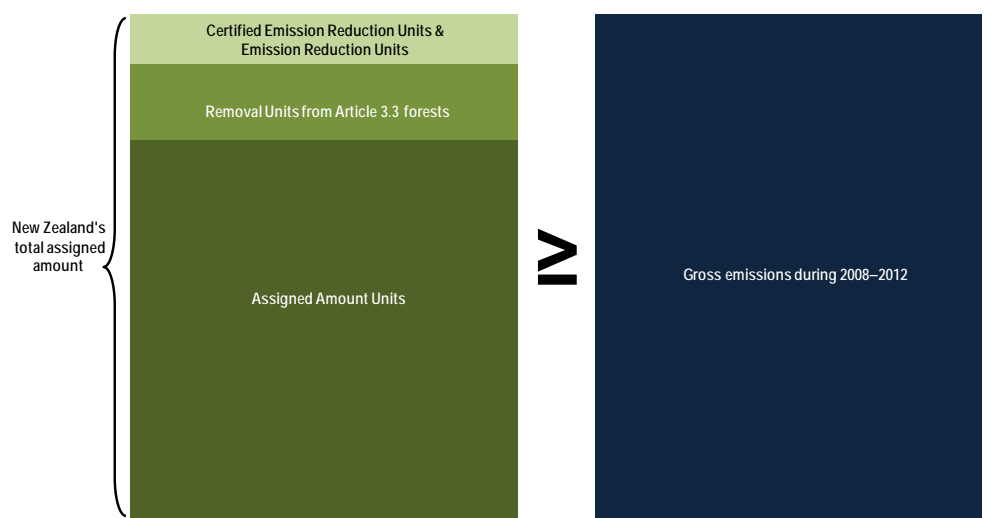 Certified Emission Reduction Units &
Emission Reduction Units
Removal Units from Article 3.3 forests
New Zealand's
total assigned
amount
Assigned Amount Units
≥
Gross emissions during 2008–2012